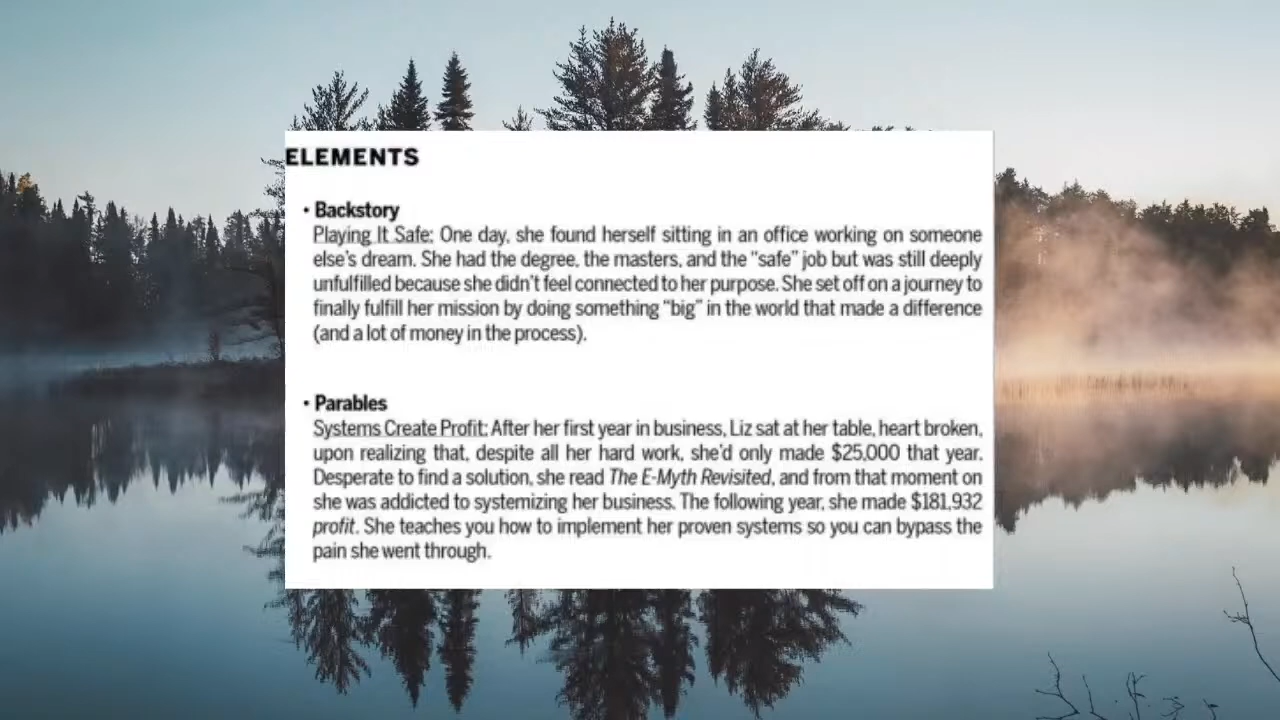 ELEMENTS
• Backstory
Playing It Safe: One day, she found herself sitting in an office working on someone
else's dream. She had the degree, the masters, and the "safe" job but was still deeply
unfulfilled because she didn't feel connected to her purpose. She set off on a journey to
finally fulfill her mission by doing something "big" in the world that made a difference
(and a lot of money in the process).
• Parables
Systems Create Profit: After her first year in business, Liz sat at her table, heart broken,
upon realizing that, despite all her hard work, she'd only made $25,000 that year.
Desperate to find a solution, she read The E-Myth Revisited, and from that moment on
she was addicted to systemizing her business. The following year, she made $181,932
profit. She teaches you how to implement her proven systems so you can bypass the
pain she went through.